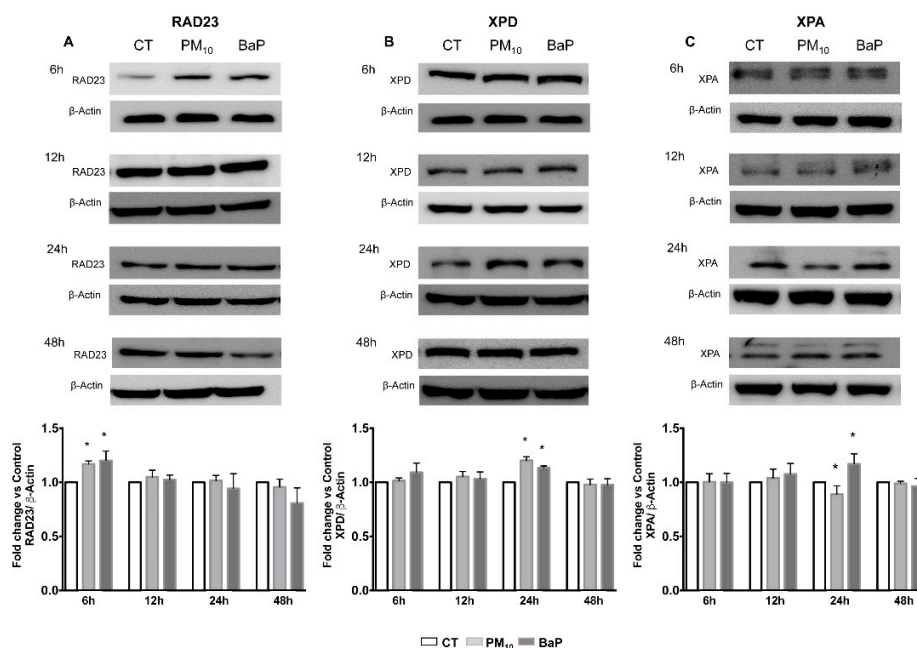 RAD23
A
CT PM₁₀ BaP
6h
RAD23
β-Actin
12h
RAD23
β-Actin
24h
RAD23
β-Actin
48h
RAD23
β-Actin
XPD
B
CT PM₁₀ BaP
6h
XPD
β-Actin
12h
XPD
β-Actin
24h
XPD
β-Actin
48h
XPD
β-Actin
XPA
C
CT PM₁₀ BaP
6h
XPA
β-Actin
12h
XPA
β-Actin
24h
XPA
β-Actin
48h
XPA
β-Actin
Fold change vs Control
RAD23/ β-Actin
1.5
1.0
0.5
0.0
* *
6h 12h 24h 48h
Fold change vs Control
XPD/ β-Actin
1.5
1.0
0.5
0.0
* *
6h 12h 24h 48h
Fold change vs Control
XPA/ β-Actin
1.5
1.0
0.5
0.0
* *
6h 12h 24h 48h
CT PM₁₀ BaP